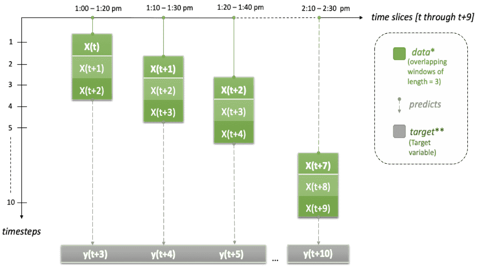 1:00 – 1:20 pm
1:10 – 1:30 pm
1:20 – 1:40 pm
2:10 – 2:30 pm
time slices [t through t+9]
1
2
3
4
5
10
timesteps
X(t)
X(t+1)
X(t+2)
X(t+1)
X(t+2)
X(t+3)
X(t+2)
X(t+3)
X(t+4)
X(t+7)
X(t+8)
X(t+9)
y(t+3)
y(t+4)
y(t+5)
...
y(t+10)
data*
(overlapping
windows of
length = 3)
predicts
target**
(Target
variable)